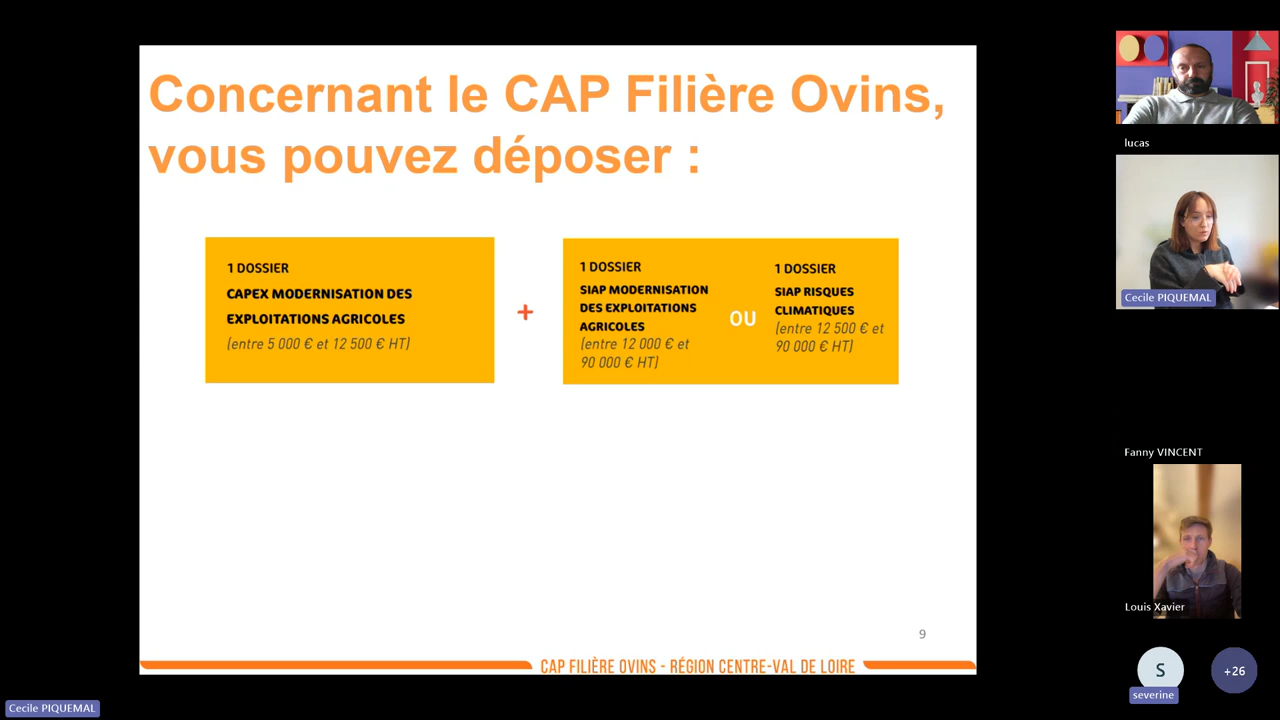 Concernant le CAP Filière Ovins,
vous pouvez déposer :
1 DOSSIER
CAPEX MODERNISATION DES
EXPLOITATIONS AGRICOLES
(entre 5 000 € et 12 500 € HT)
+
1 DOSSIER
SIAP MODERNISATION
DES EXPLOITATIONS
AGRICOLES
(entre 12 000 € et
90 000 € HT)
OU
1 DOSSIER
SIAP RISQUES
CLIMATIQUES
(entre 12 500 € et
90 000 € HT)
9
CAP FILIÈRE OVINS - RÉGION CENTRE-VAL DE LOIRE
Cecile PIQUEMAL
lucas
Cecile PIQUEMAL
Fanny VINCENT
Louis Xavier
S
severine
+26